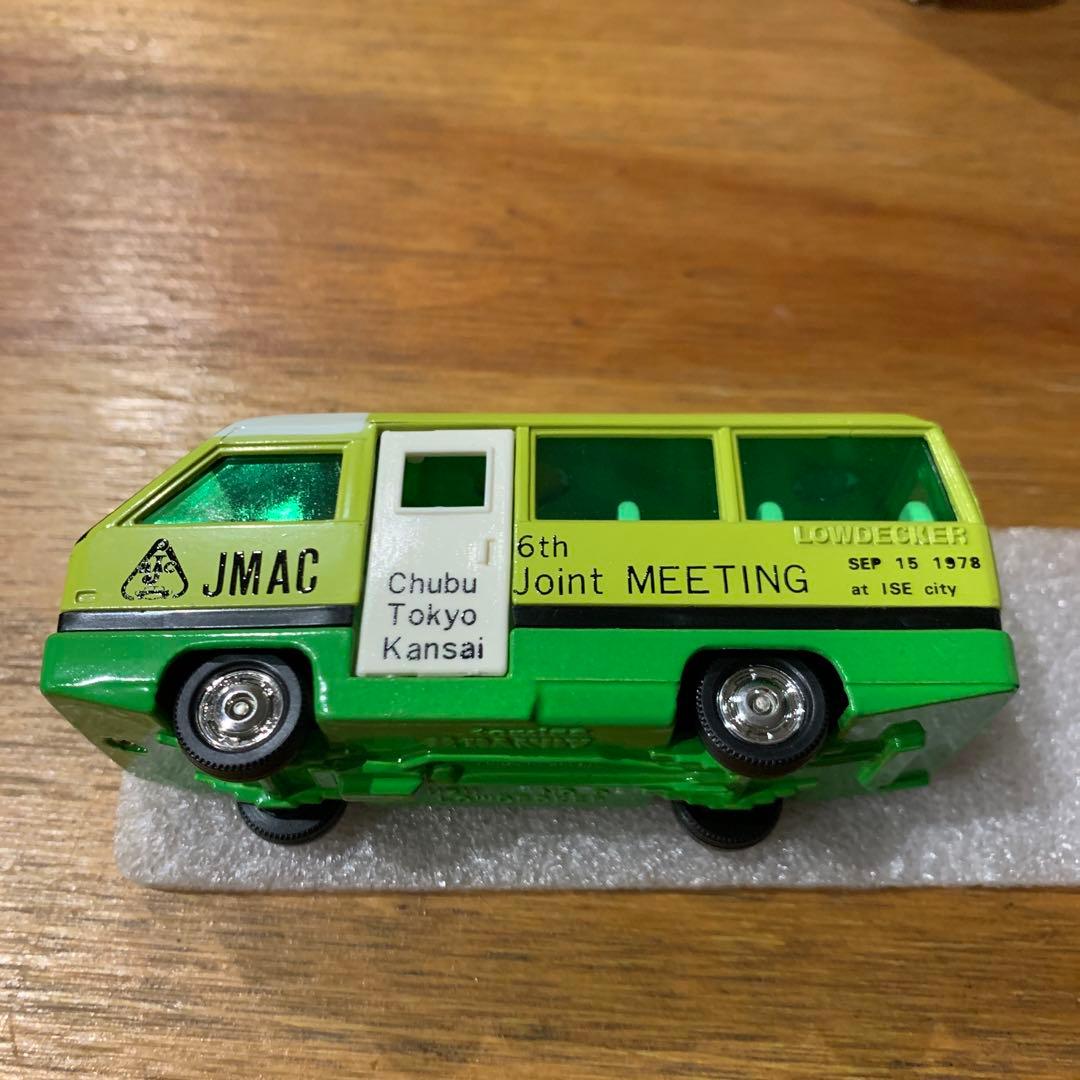 JMAC
Chubu
Tokyo
Kansai
6th
Joint MEETING
LOWDECKER
SEP 15 1978
at ISE city